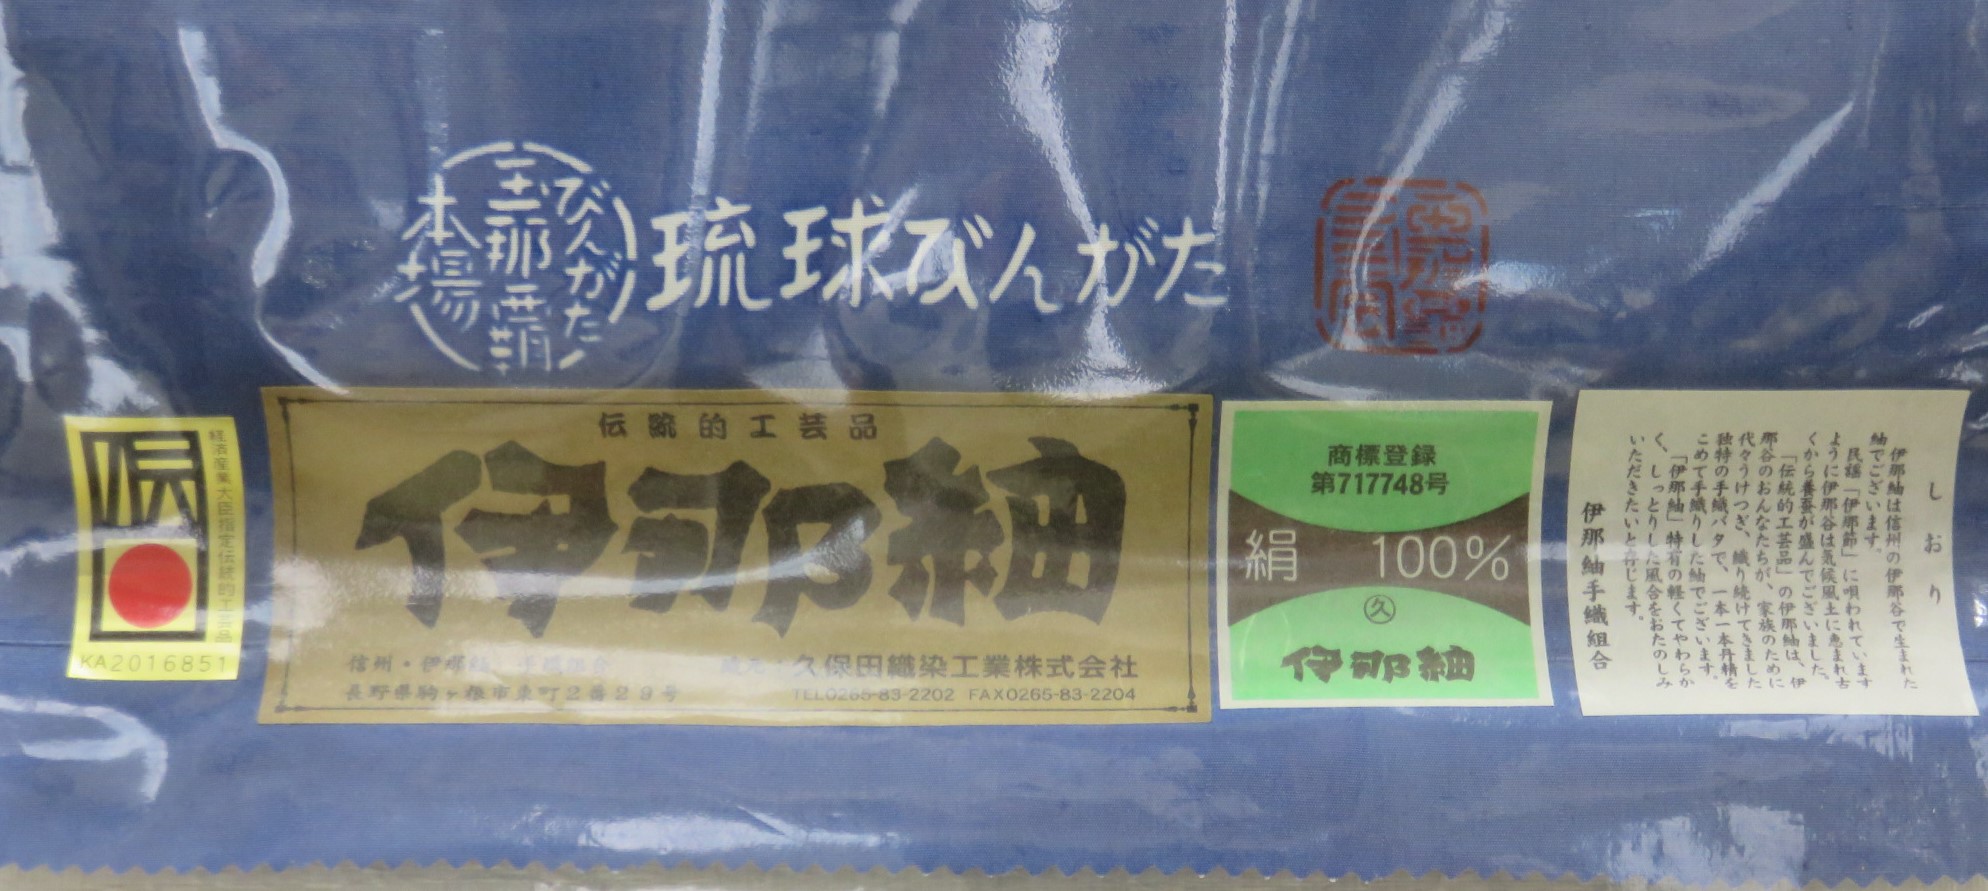 本場
びんがた
琉球びんがた
経済産業大臣指定伝統的工芸品
KA2016851
伝統的工芸品
伊那紬
信州・伊那紬 手織組合
織元:久保田織染工業株式会社
長野県駒ヶ根市東町2番29号
TEL0265-83-2202 FAX0265-83-2204
商標登録
第717748号
絹 100%
久
伊那紬
しおり
伊那紬は信州の伊那谷で生まれた
紬でございます。
民謡「伊那節」に唄われています
ように伊那谷は気候風土に恵まれ古
くから養蚕が盛んでございました。
「伝統的工芸品」の伊那紬は、伊
那谷のおんなたちが、家族のために
代々うけつぎ、織り続けてきました
独特の手織バタで、一本一本丹精を
こめて手織りした紬でございます。
「伊那紬」特有の軽くてやわらか
く、しっとりした風合をおたのしみ
いただきたいと存じます。
伊那紬手織組合